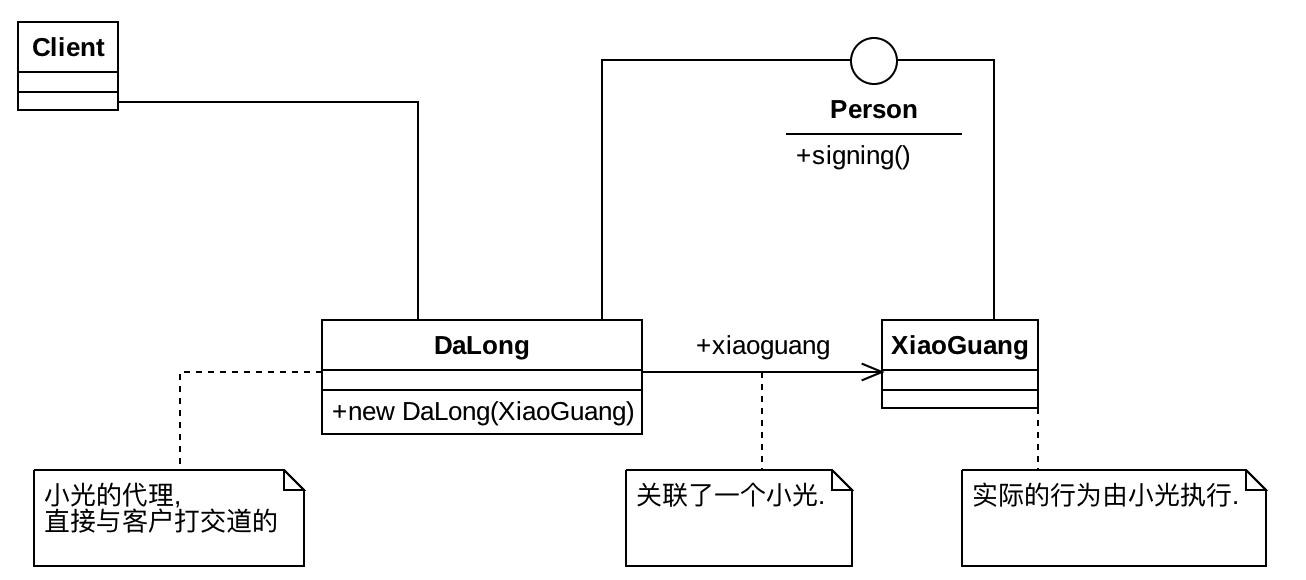 Client
Person
+signing()
DaLong
+new DaLong(XiaoGuang)
+xiaoguang
XiaoGuang
小光的代理,
直接与客户打交道的
关联了一个小光.
实际的行为由小光执行.